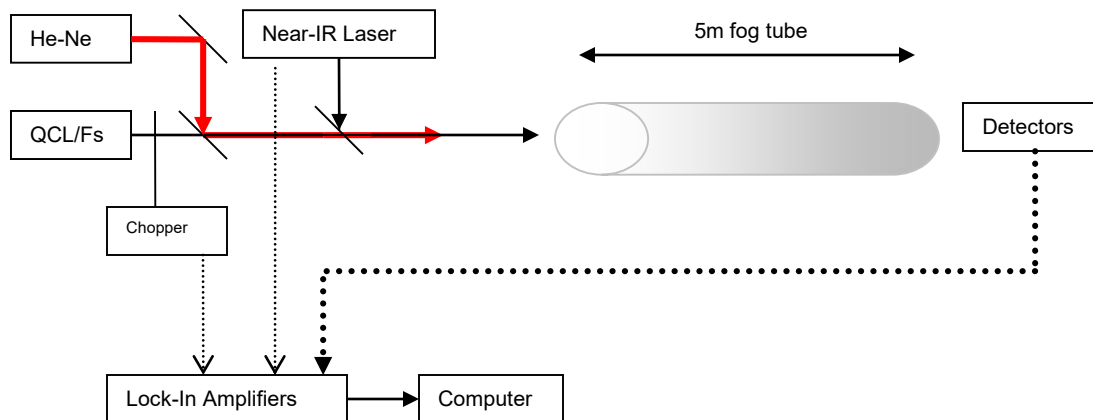 He-Ne
Near-IR Laser
5m fog tube
QCL/Fs
Detectors
Chopper
Lock-In Amplifiers
Computer